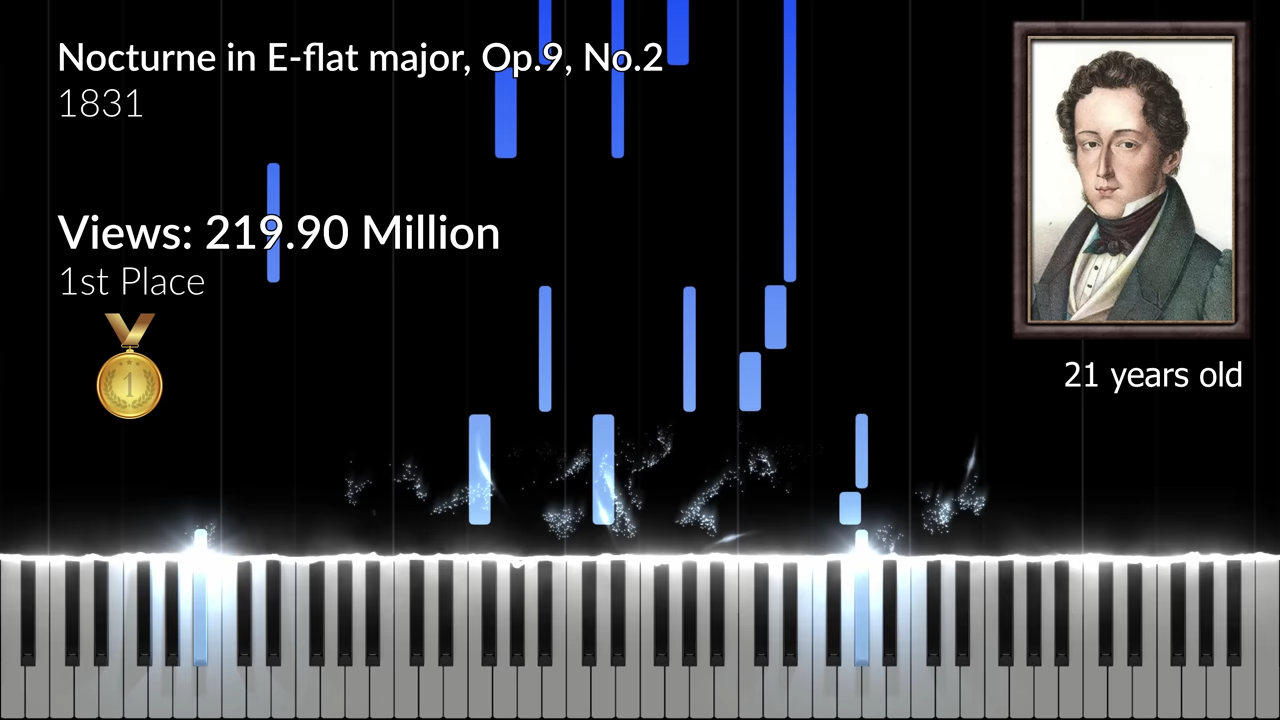 Nocturne in E-flat major, Op.9, No.2
1831
Views: 219.90 Million
1st Place
1
21 years old